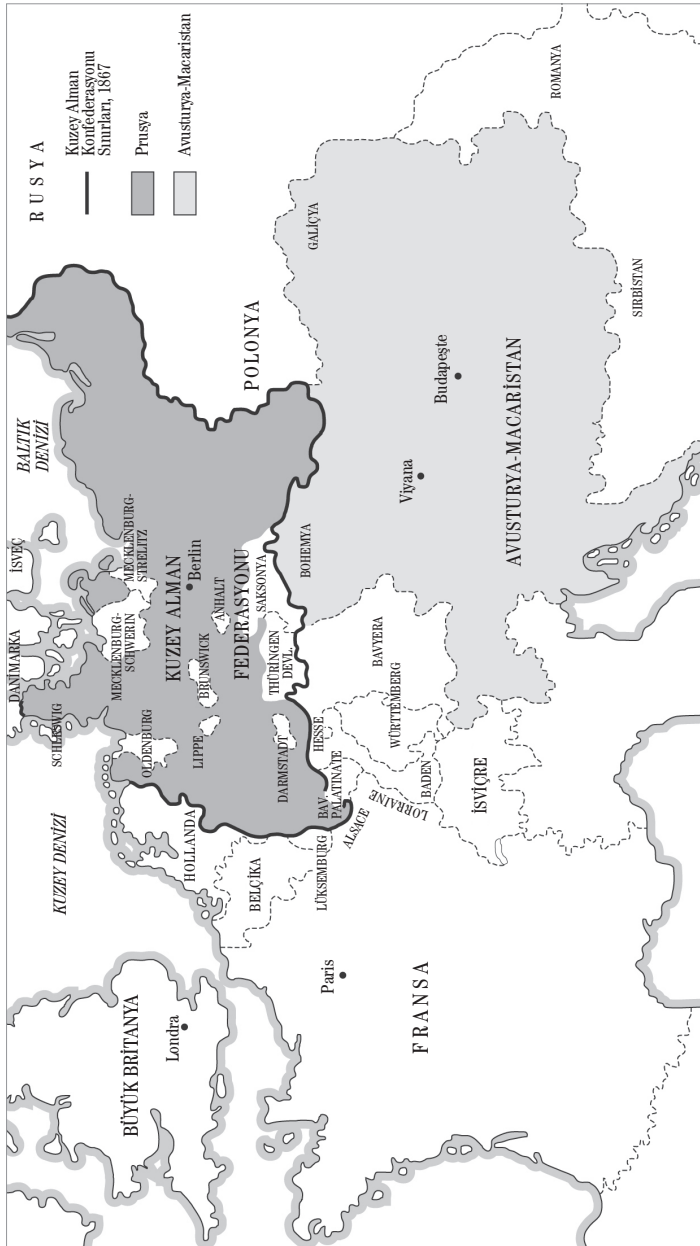 RUSYA
Kuzey Alman
Konfederasyonu
Sınırları, 1867
Prusya
Avusturya-Macaristan
BALTIK
DENİZİ
İSVEÇ
DANİMARKA
SCHLESWIG
KUZEY DENİZİ
BÜYÜK BRİTANYA
Londra
MECKLENBURG-
STRELITZ
MECKLENBURG-
SCHWERIN
OLDENBURG
HOLLANDA
KUZEY ALMAN
FEDERASYONU
Berlin
ANHALT
BRUNSWICK
LIPPE
SAKSONYA
THÜRINGEN
DEVL.
DARMSTADT
BELÇİKA
LÜKSEMBURG
POLONYA
GALİÇYA
BOHEMYA
HESSE
BAV.
PALATINATE
ALSACE
LORRAINE
BAVYERA
WÜRTTEMBERG
BADEN
Paris
FRANSA
İSVİÇRE
Viyana
Budapeşte
AVUSTURYA-MACARİSTAN
ROMANYA
SIRBİSTAN